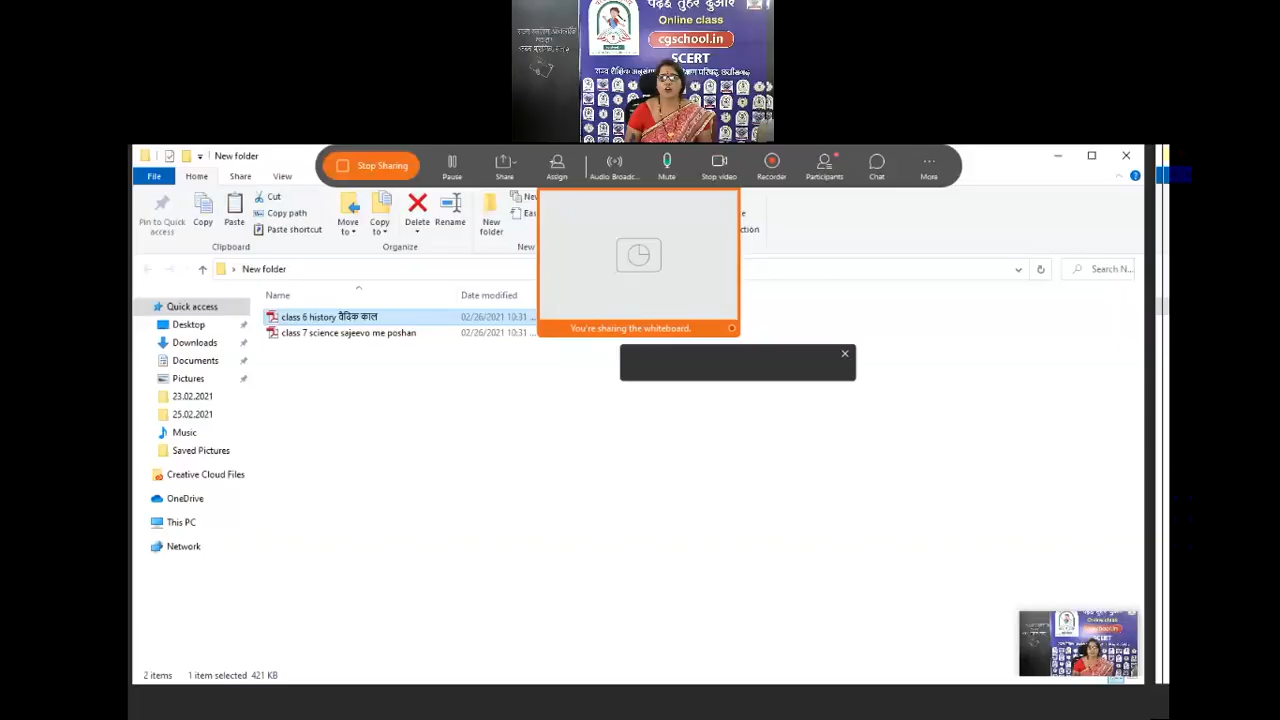 पढ़ई तुंहर दुआर
Online class
cgschool.in
SCERT
New folder
Stop Sharing
Pause
Share
Assign
Audio Broadc...
Mute
Stop video
Recorder
Participants
Chat
More
File
Home
Share
View
Pin to Quick access
Copy
Paste
Cut
Copy path
Paste shortcut
Clipboard
Move to
Copy to
Delete
Rename
Organize
New folder
New
New folder
Search N...
Name
Date modified
Quick access
class 6 history वैदिक काल
02/26/2021 10:31 ...
class 7 science sajeevo me poshan
02/26/2021 10:31 ...
You're sharing the whiteboard.
Desktop
Downloads
Documents
Pictures
23.02.2021
25.02.2021
Music
Saved Pictures
Creative Cloud Files
OneDrive
This PC
Network
Online class
cgschool.in
2 items
1 item selected 421 KB